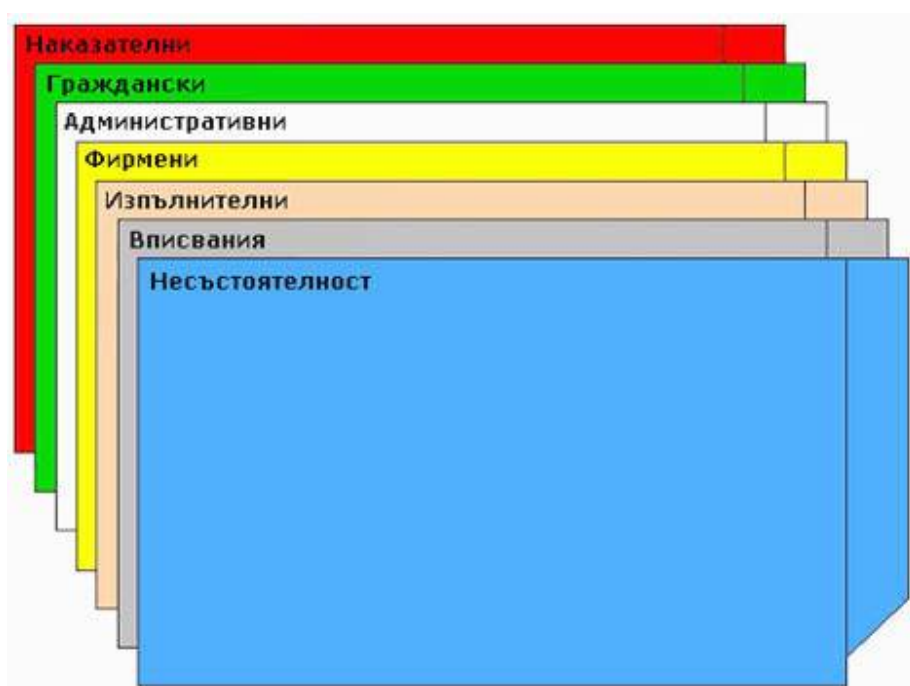 Наказателни
Граждански
Административни
Фирмени
Изпълнителни
Вписвания
Несъстоятелност